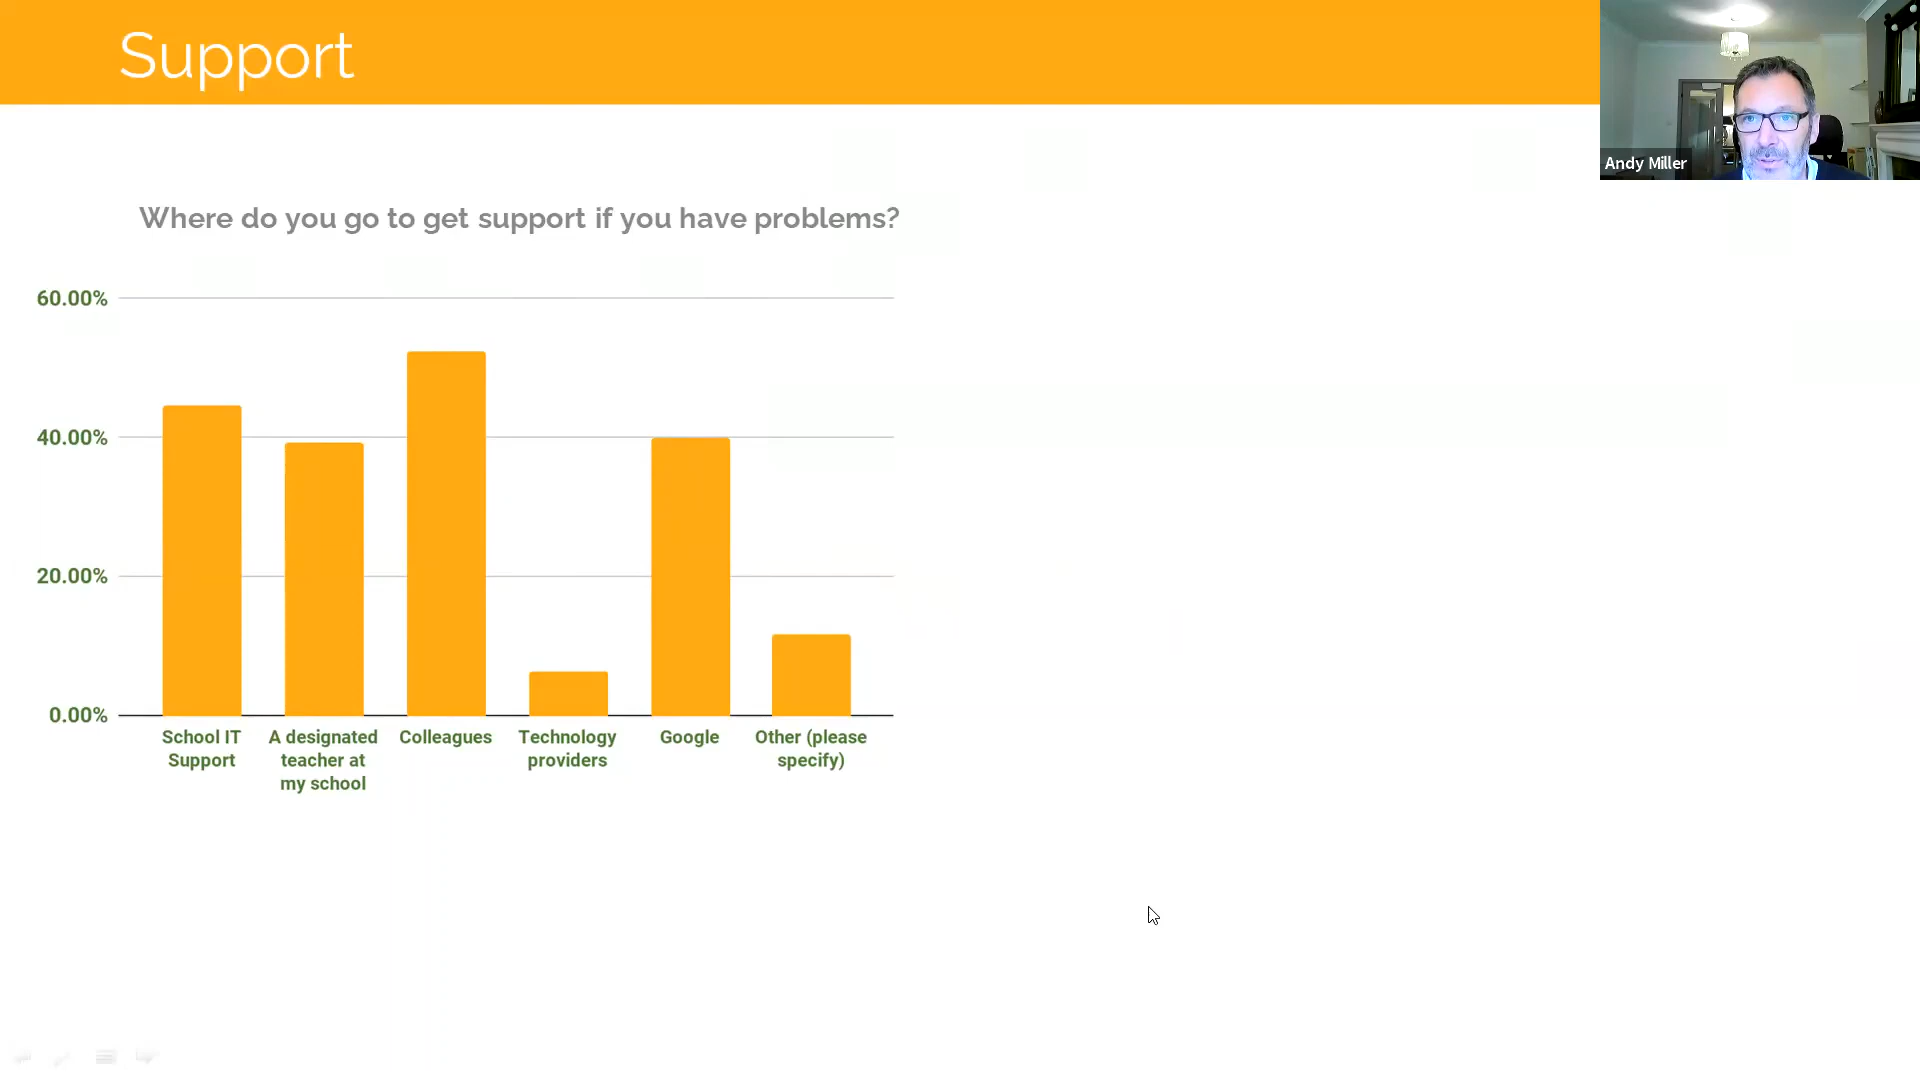 Support
Andy Miller
Where do you go to get support if you have problems?
60.00%
40.00%
20.00%
0.00%
School IT
Support
A designated
teacher at
my school
Colleagues
Technology
providers
Google
Other (please
specify)